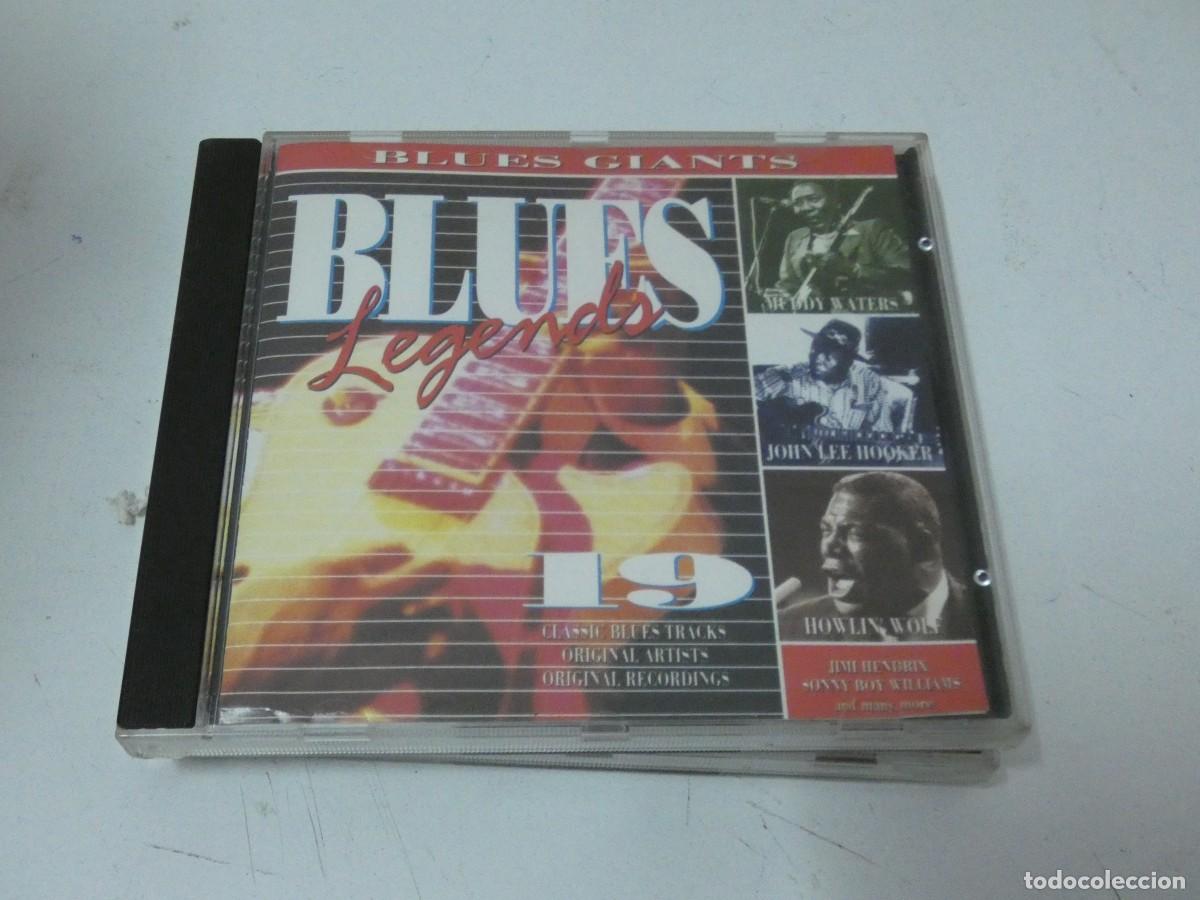 BLUES GIANTS
BLUES
Legends
MUDDY WATERS
JOHN LEE HOOKER
HOWLIN' WOLF
19
CLASSIC BLUES TRACKS
ORIGINAL ARTISTS
ORIGINAL RECORDINGS
JIMI HENDRIX
SONNY BOY WILLIAMS
and many more
todocoleccion